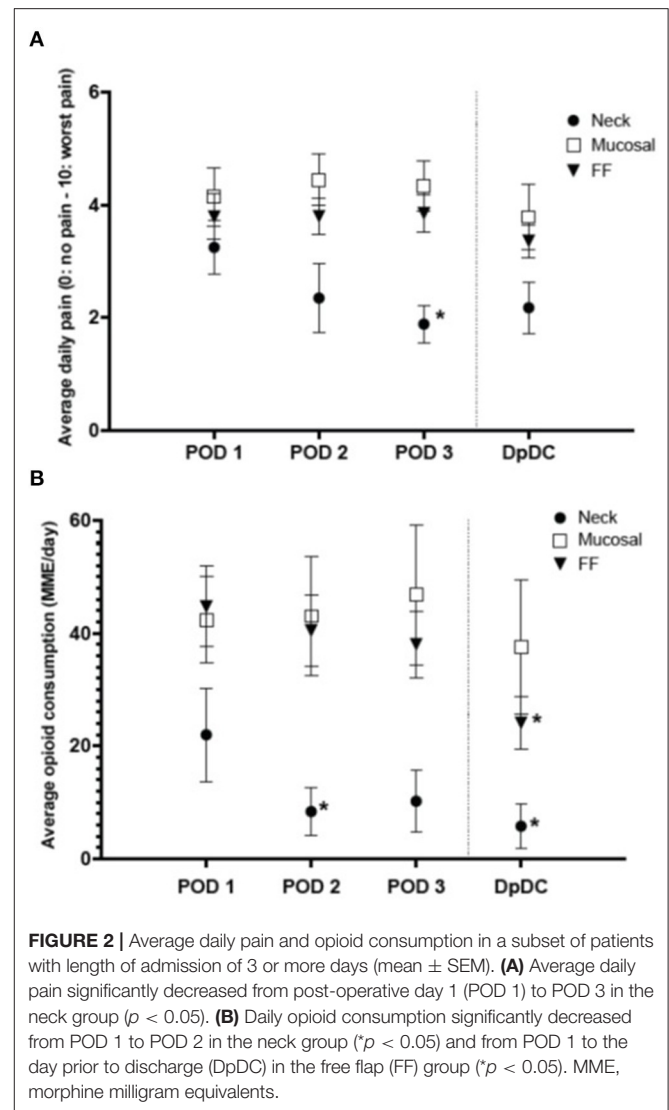 A
Average daily pain (0: no pain - 10: worst pain)
6
4
2
0
Neck
Mucosal
FF
*
POD 1 POD 2 POD 3 DpDC
B
Average opioid consumption (MME/day)
60
40
20
0
Neck
Mucosal
FF
*
*
*
POD 1 POD 2 POD 3 DpDC
FIGURE 2 | Average daily pain and opioid consumption in a subset of patients
with length of admission of 3 or more days (mean ± SEM). (A) Average daily
pain significantly decreased from post-operative day 1 (POD 1) to POD 3 in the
neck group (p < 0.05). (B) Daily opioid consumption significantly decreased
from POD 1 to POD 2 in the neck group (*p < 0.05) and from POD 1 to the
day prior to discharge (DpDC) in the free flap (FF) group (*p < 0.05). MME,
morphine milligram equivalents.